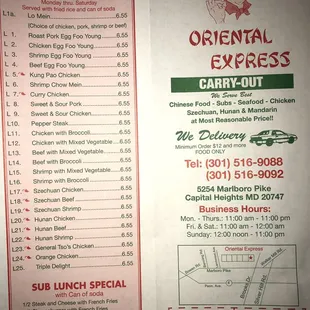 Monday thru. Saturday
Served with fried rice and can of soda
L1a. Lo Mein 6.55
(Choice of chicken, pork, shrimp or beef)
L 1. Roast Pork Egg Foo Young 6.55
L 2. Chicken Egg Foo Young 6.55
L 3. Shrimp Egg Foo Young 6.55
L 4. Beef Egg Foo Young 6.55
L 5. Kung Pao Chicken 6.55
L 6. Shrimp Chow Mein 6.55
L 7. Curry Chicken 6.55
L 8. Sweet & Sour Pork 6.55
L 9. Sweet & Sour Chicken 6.55
L10. Pepper Steak 6.55
L11. Chicken with Broccoli 6.55
L12. Chicken with Mixed Vegetable 6.55
L13. Beef with Mixed Vegetable 6.55
L14. Beef with Broccoli 6.55
L15. Shrimp with Mixed Vegetable 6.55
L16. Shrimp with Broccoli 6.55
L17. Szechuan Chicken 6.55
L18. Szechuan Beef 6.55
L19. Szechuan Shrimp 6.55
L20. Hunan Chicken 6.55
L21. Hunan Beef 6.55
L22. Hunan Shrimp 6.55
L23. General Tso's Chicken 6.55
L24. Orange Chicken 6.55
L25. Triple Delight 6.55
SUB LUNCH SPECIAL
with Can of soda
1/2 Steak and Cheese with French Fries
ORIENTAL
EXPRESS
CARRY-OUT
We Serve Best
Chinese Food - Subs - Seafood - Chicken
Szechuan, Hunan & Mandarin
at Most Reasonable Price!!
We Delivery
Minimum Order $12 and more
FOOD ONLY
Tel: (301) 516-9088
(301) 516-9092
5254 Marlboro Pike
Capital Heights MD 20747
Business Hours:
Mon. - Thur.: 11:00 am - 11:00 pm
Fri. & Sat.: 11:00 am - 12:00 am
Sunday: 12:00 noon - 11:00 pm
Oriental Express
Marlboro Pike